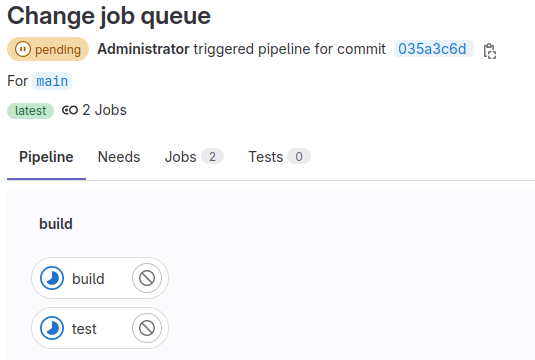 Change job queue
pending Administrator triggered pipeline for commit 035a3c6d
For main
latest 2 Jobs
Pipeline Needs Jobs 2 Tests 0
build
build
test